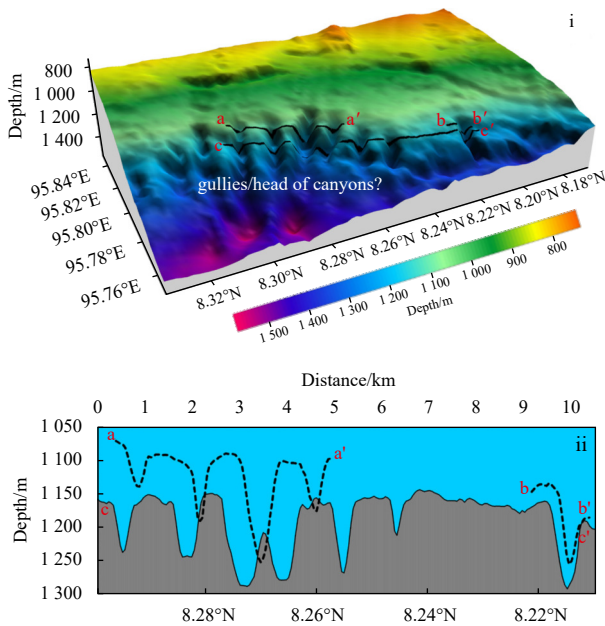 i
Depth/m
800
1 000
1 200
1 400
a
a′
b
b′
c
c′
gullies/head of canyons?
95.84°E
95.82°E
95.80°E
95.78°E
95.76°E
8.32°N
8.30°N
8.28°N
8.26°N
8.24°N
8.22°N
8.20°N
8.18°N
1 500
1 400
1 300
1 200
1 100
1 000
900
800
Depth/m
Distance/km
0 1 2 3 4 5 6 7 8 9 10
ii
Depth/m
1 050
1 100
1 150
1 200
1 250
1 300
a
a'
b
b'
c
c'
8.28°N 8.26°N 8.24°N 8.22°N